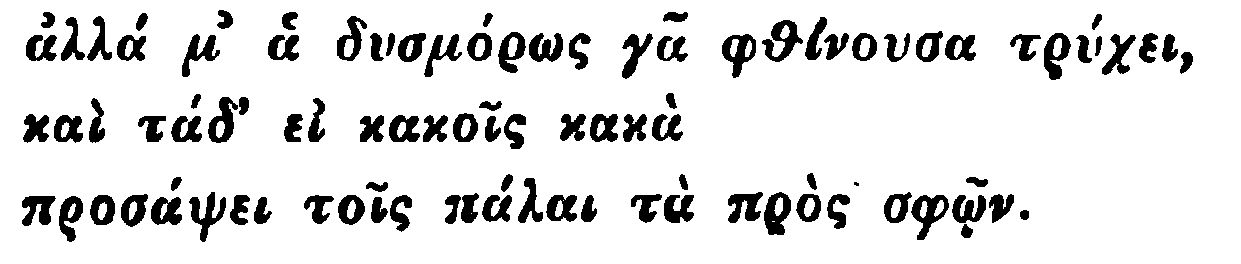 ἀλλά μ’ ἁ δυσμόρως γᾶ φθίνουσα τρύχει,
καὶ τάδ’ εἰ κακοῖς κακὰ
προσάψει τοῖς πάλαι τὰ πρὸς σφῷν.